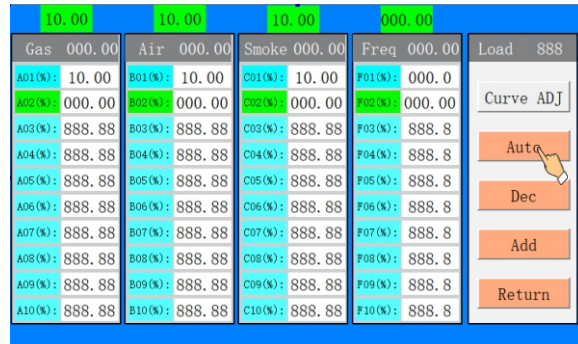 10.00 10.00 10.00 000.00
Gas 000.00 Air 000.00 Smoke 000.00 Freq 000.00 Load 888
A01(%): 10.00 B01(%): 10.00 C01(%): 10.00 F01(%): 000.0
A02(%): 000.00 B02(%): 000.00 C02(%): 000.00 F02(%): 000.00 Curve ADJ
A03(%): 888.88 B03(%): 888.88 C03(%): 888.88 F03(%): 888.8
A04(%): 888.88 B04(%): 888.88 C04(%): 888.88 F04(%): 888.8 Auto
A05(%): 888.88 B05(%): 888.88 C05(%): 888.88 F05(%): 888.8
A06(%): 888.88 B06(%): 888.88 C06(%): 888.88 F06(%): 888.8 Dec
A07(%): 888.88 B07(%): 888.88 C07(%): 888.88 F07(%): 888.8
A08(%): 888.88 B08(%): 888.88 C08(%): 888.88 F08(%): 888.8 Add
A09(%): 888.88 B09(%): 888.88 C09(%): 888.88 F09(%): 888.8
A10(%): 888.88 B10(%): 888.88 C10(%): 888.88 F10(%): 888.8 Return